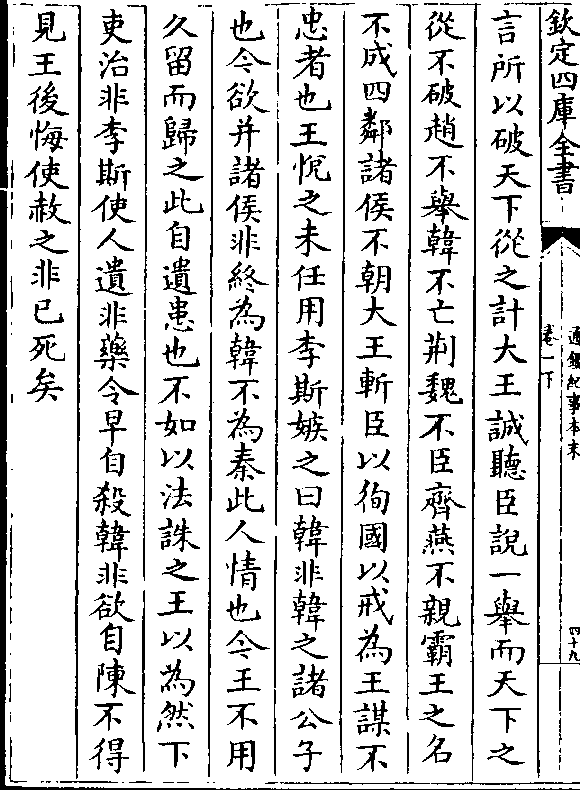 欽定四庫全書
通鑑紀事本末
卷一下
四十九
言所以破天下從之計大王誠聽臣說一舉而天下之
從不破趙不舉韓不亡荆魏不臣齊燕不親霸王之名
不成四鄰諸侯不朝大王斬臣以徇國以戒為王謀不
忠者也王悅之未任用李斯嫉之曰韓非韓之諸公子
也今欲并諸侯非終為韓不為秦此人情也今王不用
久留而歸之此自遺患也不如以法誅之王以為然下
吏治非李斯使人遺非藥令早自殺韓非欲自陳不得
見王後悔使赦之非已死矣